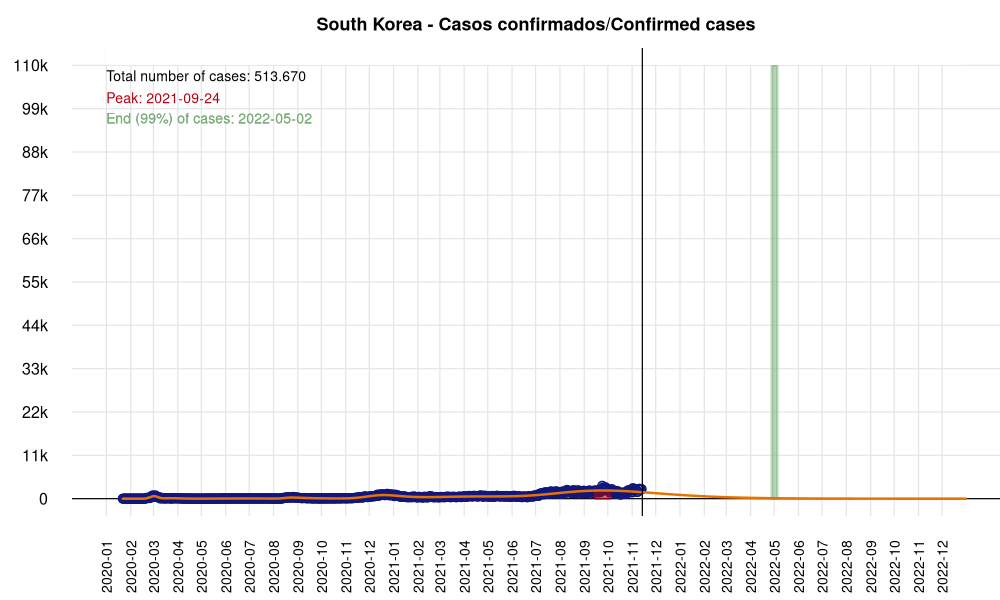 South Korea - Casos confirmados/Confirmed cases
Total number of cases: 513.670
Peak: 2021-09-24
End (99%) of cases: 2022-05-02
110k
99k
88k
77k
66k
55k
44k
33k
22k
11k
0
2020-01
2020-02
2020-03
2020-04
2020-05
2020-06
2020-07
2020-08
2020-09
2020-10
2020-11
2020-12
2021-01
2021-02
2021-03
2021-04
2021-05
2021-06
2021-07
2021-08
2021-09
2021-10
2021-11
2021-12
2022-01
2022-02
2022-03
2022-04
2022-05
2022-06
2022-07
2022-08
2022-09
2022-10
2022-11
2022-12